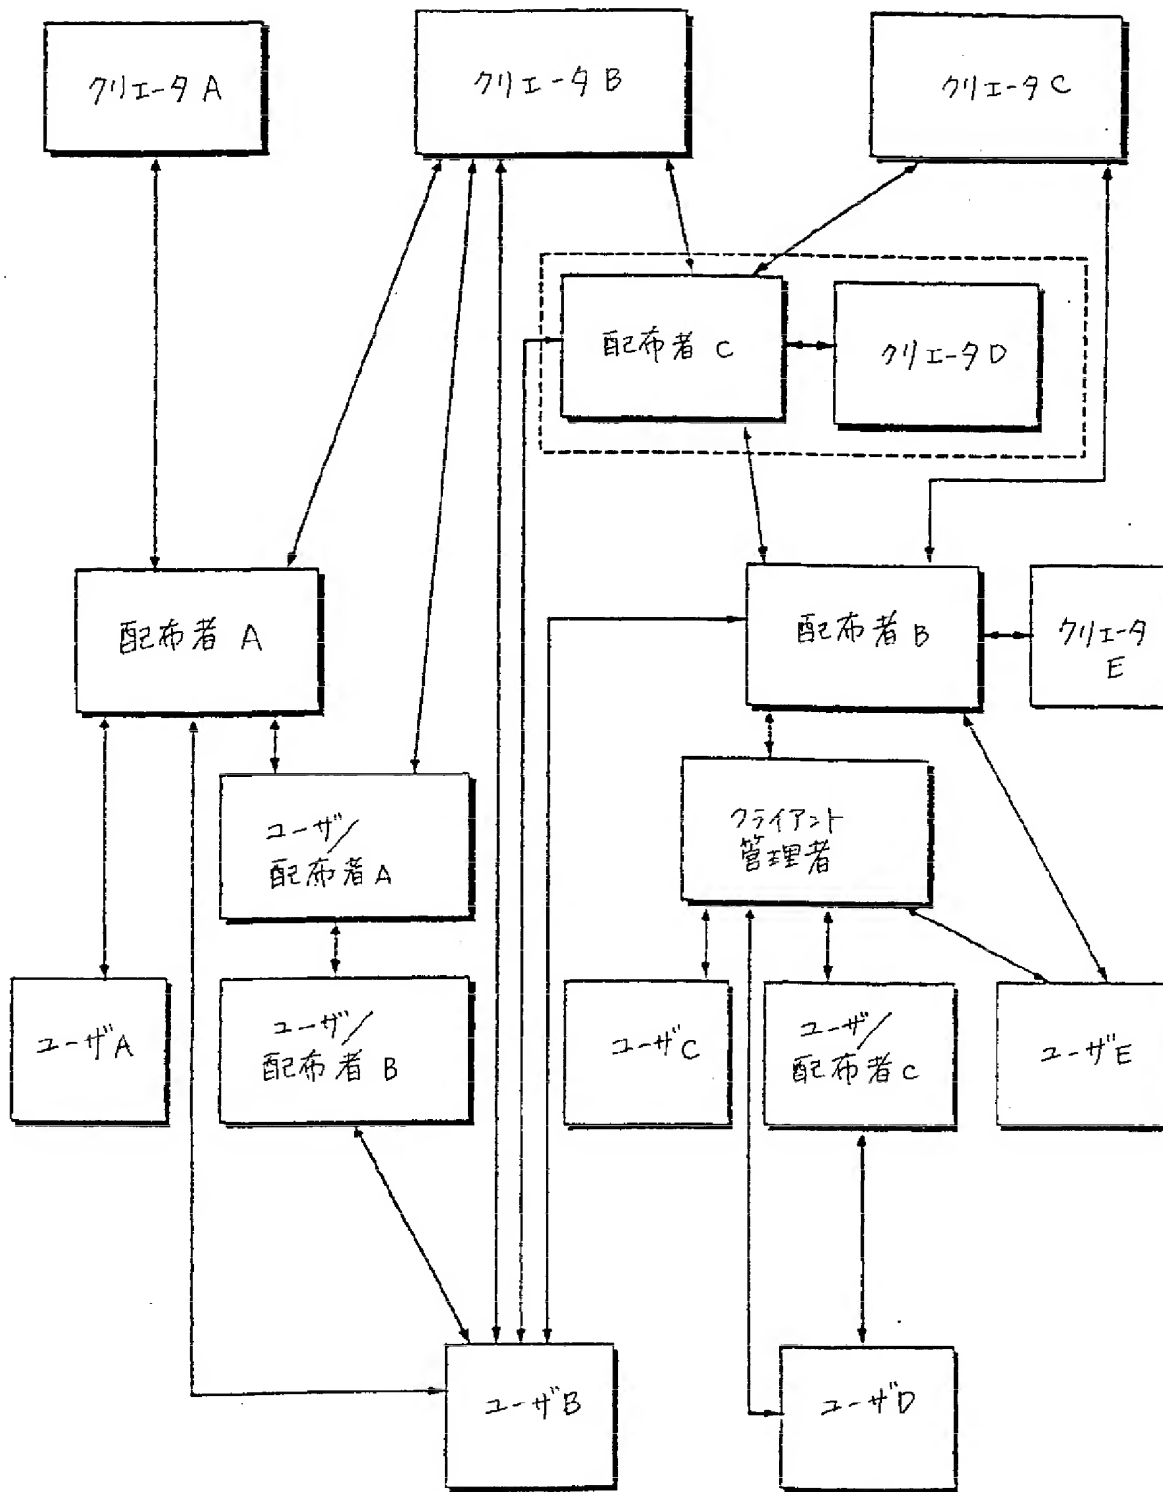 クリエータ A
クリエータ B
クリエータ C
配布者 C
クリエータ D
配布者 A
配布者 B
クリエータ
E
ユーザ/
配布者 A
クライアント
管理者
ユーザ A
ユーザ/
配布者 B
ユーザ C
ユーザ/
配布者 C
ユーザ E
ユーザ B
ユーザ D